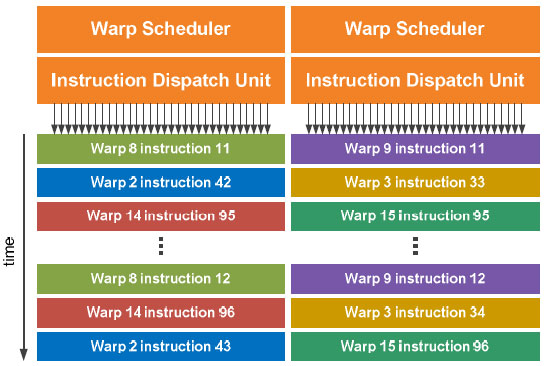 Warp Scheduler
Instruction Dispatch Unit
Warp 8 instruction 11
Warp 2 instruction 42
Warp 14 instruction 95
Warp 8 instruction 12
Warp 14 instruction 96
Warp 2 instruction 43
Warp Scheduler
Instruction Dispatch Unit
Warp 9 instruction 11
Warp 3 instruction 33
Warp 15 instruction 95
Warp 9 instruction 12
Warp 3 instruction 34
Warp 15 instruction 96
time